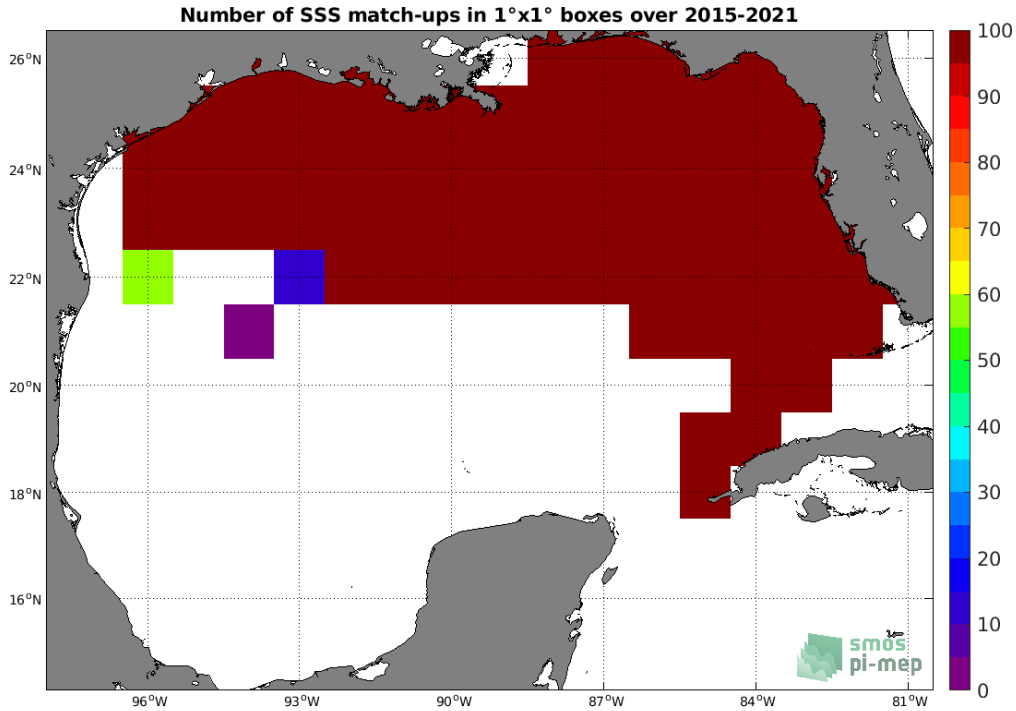 Number of SSS match-ups in 1°x1° boxes over 2015-2021
26°N
24°N
22°N
20°N
18°N
16°N
96°W
93°W
90°W
87°W
84°W
81°W
100
90
80
70
60
50
40
30
20
10
0
smos
pi-mep